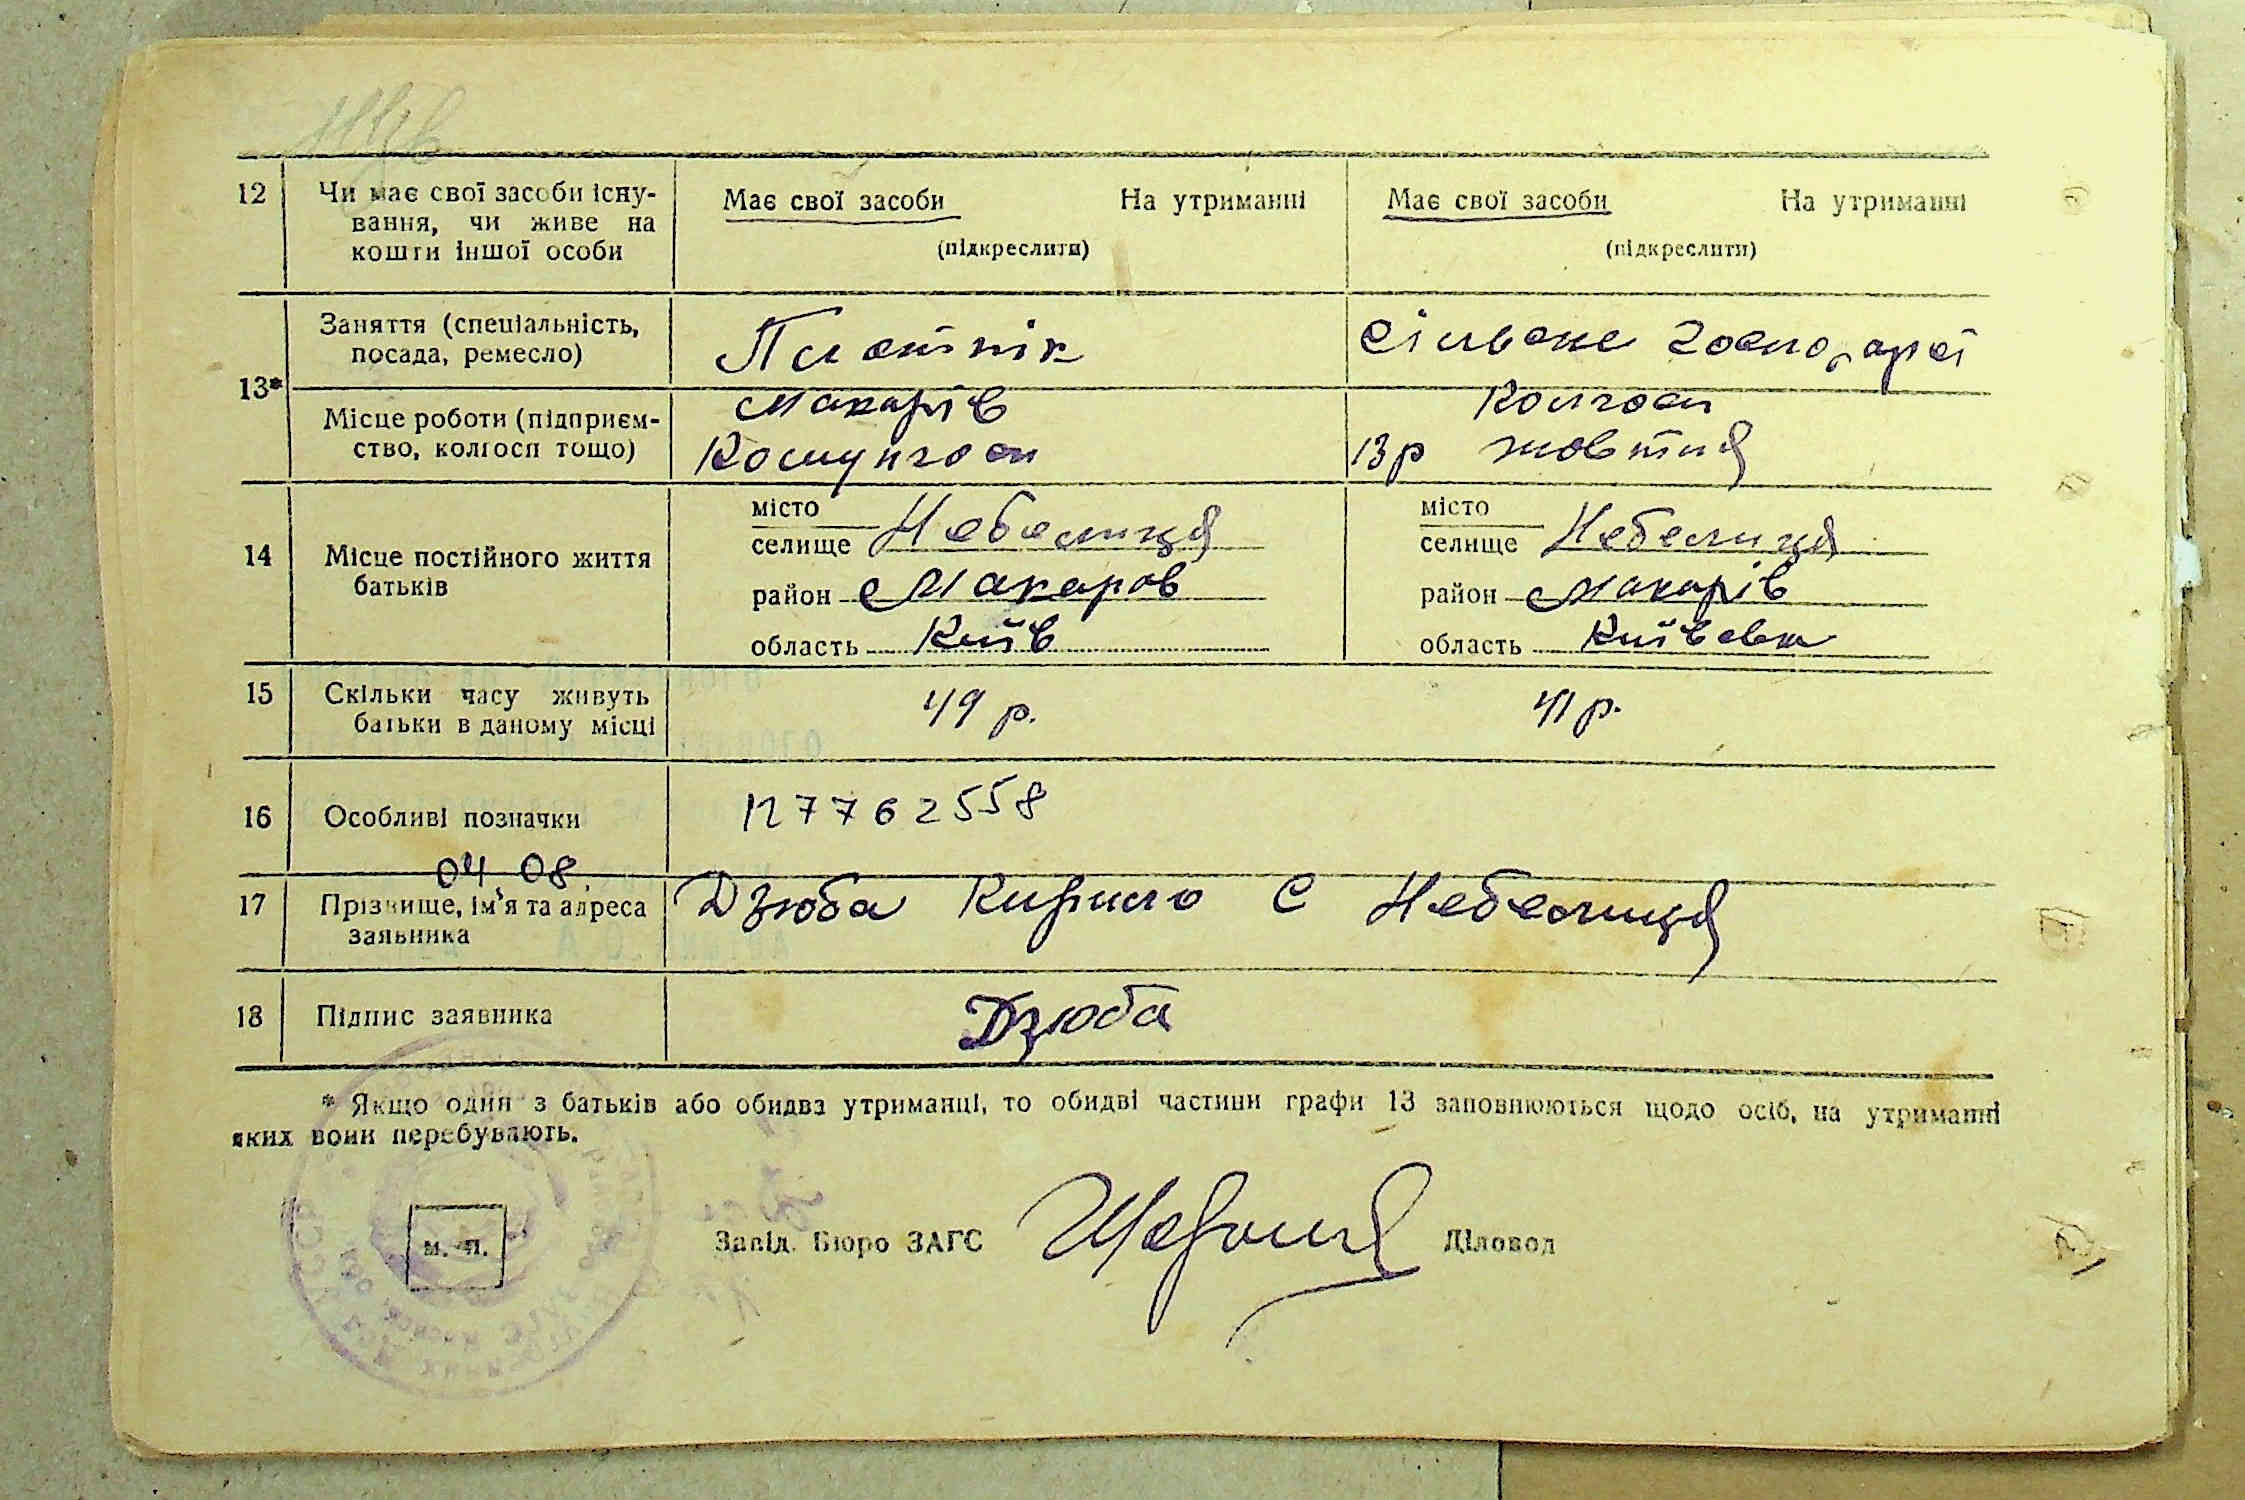 12 Чи має свої засоби існу- Має свої засоби На утриманні Має свої засоби На утриманні
вання, чи живе на
кошти іншої особи (підкреслити) (підкреслити)
13* Заняття (спеціальність, Плотнік Сільське господарсt
посада, ремесло)
Місце роботи (підприєм- Макарів Колгосп
ство, колгосп тощо) Комунгосп ІЗ р жовтня
14 Місце постійного життя батьків
місто місто
селище Небелиця селище Небелиця
район Макаров район Макарів
область Київ область Київська
15 Скільки часу живуть 49 р. 41 р.
батьки в даному місці
16 Особливі позначки 127762558
04 08
17 Прізвище, ім'я та адреса Дзюба Кирило С Небелиця
заявника
18 Підпис заявника Дзюба
* Якщо один з батьків або обидва утриманці, то обидві частини графи 13 заповнюються щодо осіб, на утриманні
яких вони перебувають.
М. П. Завід. Бюро ЗАГС Діловод